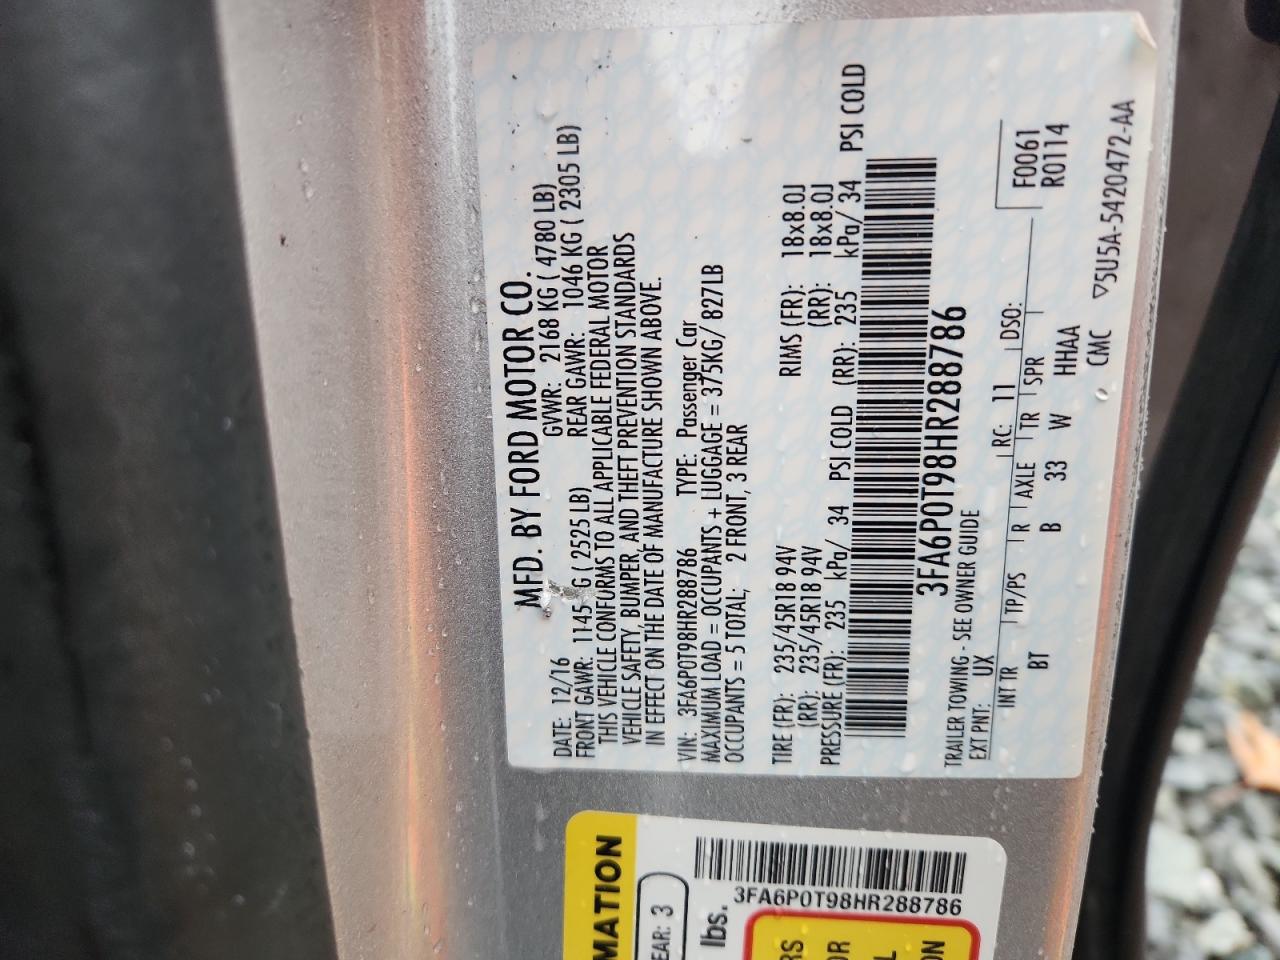 MFD. BY FORD MOTOR CO.
DATE: 12/16 GVWR: 2168 KG ( 4780 LB)
FRONT GAWR: 1145 G ( 2525 LB) REAR GAWR: 1046 KG ( 2305 LB)
THIS VEHICLE CONFORMS TO ALL APPLICABLE FEDERAL MOTOR
VEHICLE SAFETY, BUMPER, AND THEFT PREVENTION STANDARDS
IN EFFECT ON THE DATE OF MANUFACTURE SHOWN ABOVE.
VIN: 3FA6P0T98HR288786 TYPE: Passenger Car
MAXIMUM LOAD = OCCUPANTS + LUGGAGE = 375KG/ 827LB
OCCUPANTS = 5 TOTAL; 2 FRONT, 3 REAR
TIRE (FR): 235/45R18 94V RIMS (FR): 18x8.0J
(RR): 235/45R18 94V (RR): 18x8.0J
PRESSURE (FR): 235 kPa/ 34 PSI COLD (RR): 235 kPa/ 34 PSI COLD
3FA6P0T98HR288786
TRAILER TOWING - SEE OWNER GUIDE
EXT PNT: UX RC: 11 DSO: F0061
R0114
INT TR TP/PS R AXLE TR SPR
BT B 33 W HHAA
CMC ▽5U5A-5420472-AA
MATION
EAR: 3
lbs.
3FA6P0T98HR288786
RS
OR
L
ON